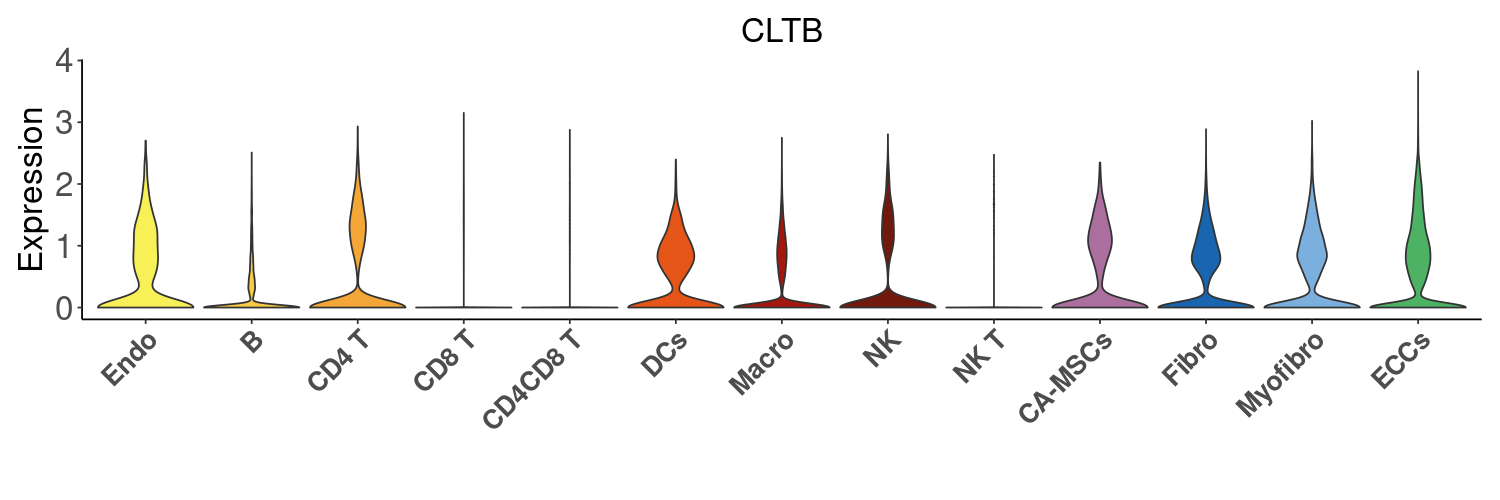 CLTB
Expression
4
3
2
1
0
Endo
B
CD4 T
CD8 T
CD4CD8 T
DCs
Macro
NK
NK T
CA-MSCs
Fibro
Myofibro
ECCs